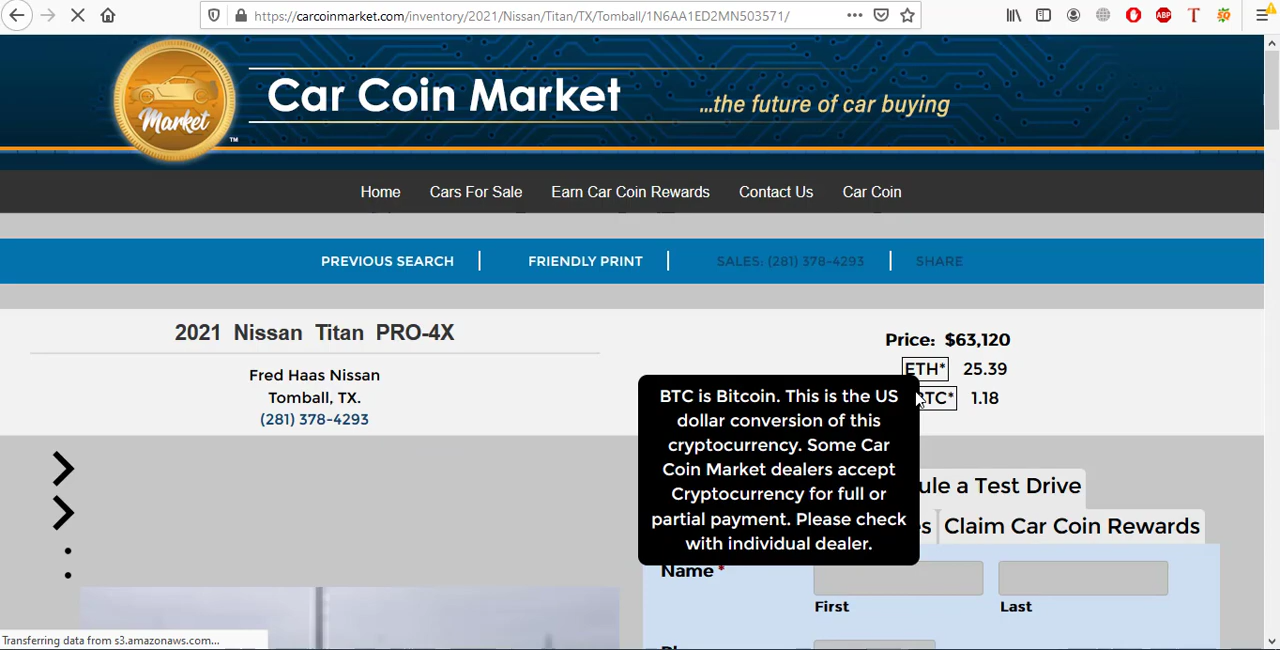 https://carcoinmarket.com/inventory/2021/Nissan/Titan/TX/Tomball/1N6AA1ED2MN503571/
ABP
T
Market
TM
Car Coin Market
...the future of car buying
Home
Cars For Sale
Earn Car Coin Rewards
Contact Us
Car Coin
PREVIOUS SEARCH
FRIENDLY PRINT
SALES: (281) 378-4293
SHARE
2021 Nissan Titan PRO-4X
Fred Haas Nissan
Tomball, TX.
(281) 378-4293
Price: $63,120
ETH* 25.39
TC* 1.18
BTC is Bitcoin. This is the US
dollar conversion of this
cryptocurrency. Some Car
Coin Market dealers accept
Cryptocurrency for full or
partial payment. Please check
with individual dealer.
ule a Test Drive
Claim Car Coin Rewards
Name *
First
Last
Transferring data from s3.amazonaws.com...